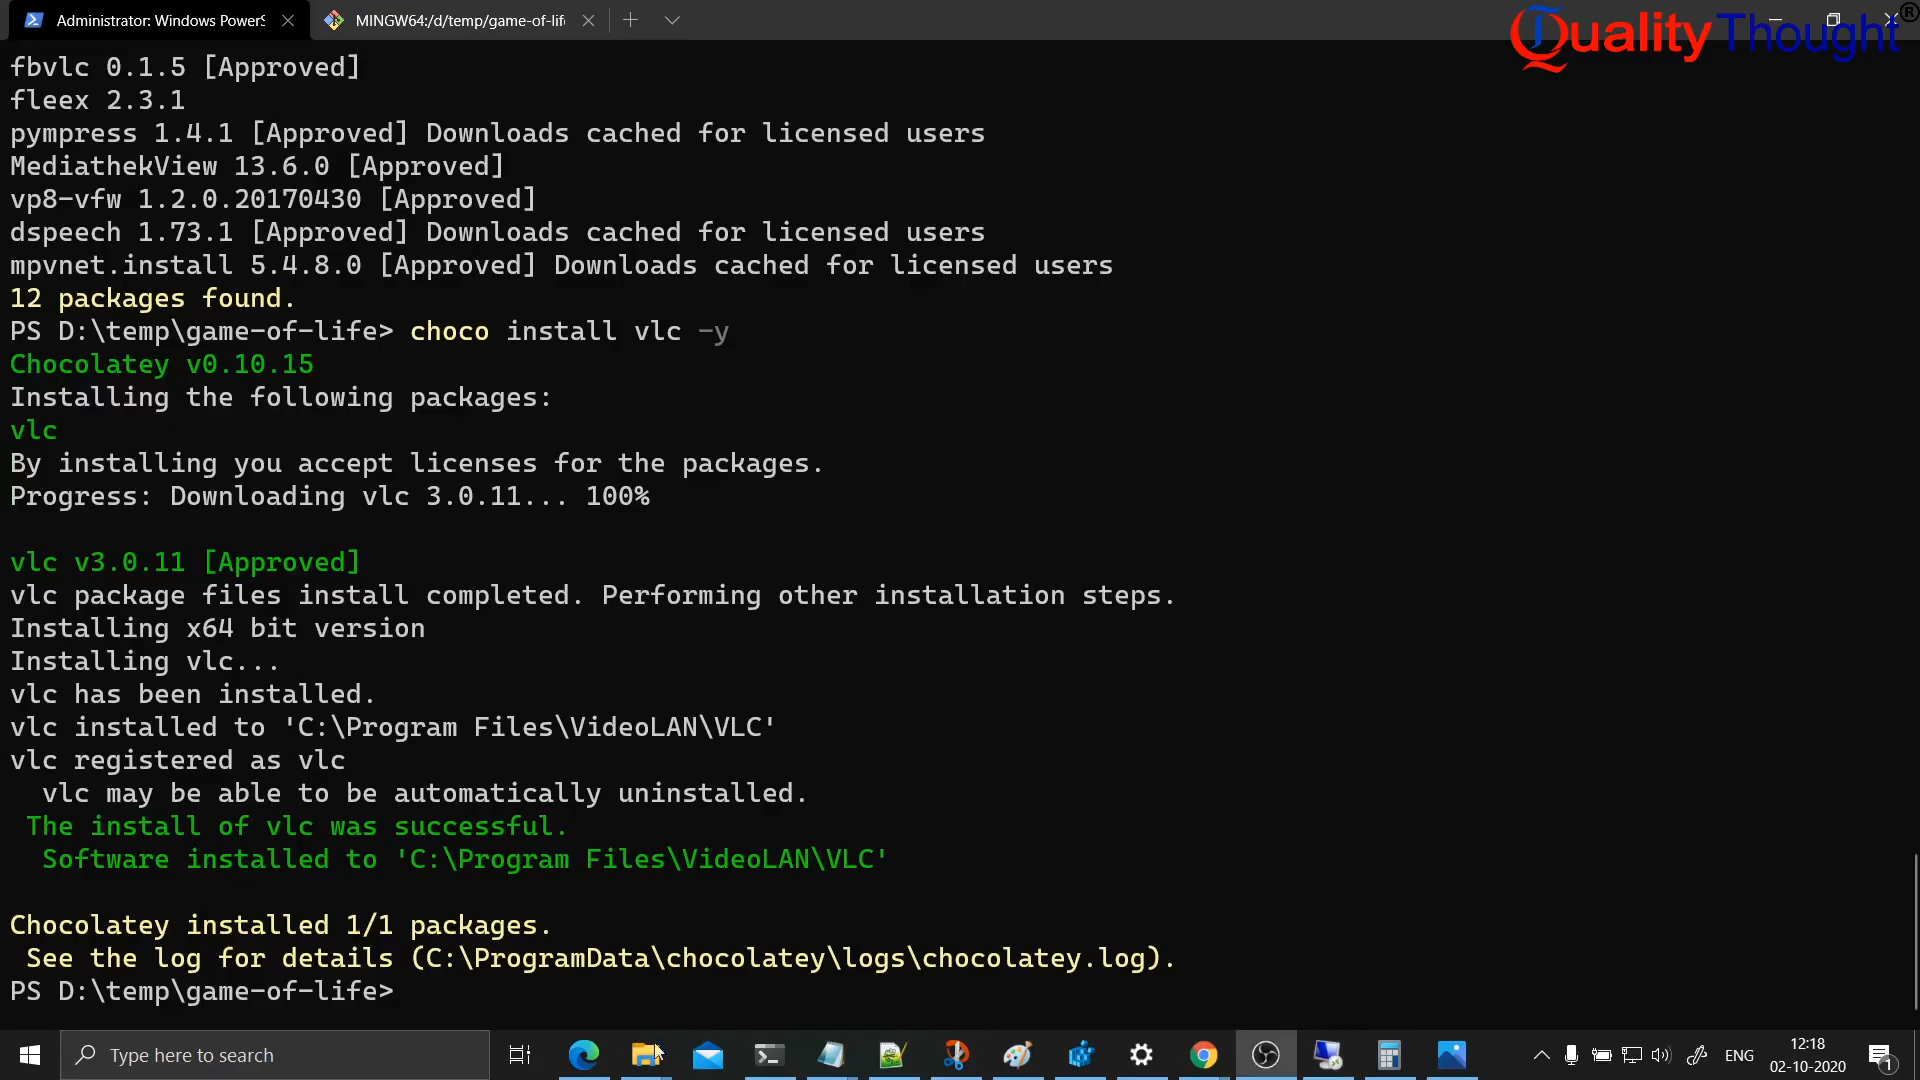 Administrator: Windows PowerS
MINGW64:/d/temp/game-of-lif
Quality Thought ®
fbvlc 0.1.5 [Approved]
fleex 2.3.1
pympress 1.4.1 [Approved] Downloads cached for licensed users
MediathekView 13.6.0 [Approved]
vp8-vfw 1.2.0.20170430 [Approved]
dspeech 1.73.1 [Approved] Downloads cached for licensed users
mpvnet.install 5.4.8.0 [Approved] Downloads cached for licensed users
12 packages found.
PS D:\temp\game-of-life> choco install vlc -y
Chocolatey v0.10.15
Installing the following packages:
vlc
By installing you accept licenses for the packages.
Progress: Downloading vlc 3.0.11... 100%
vlc v3.0.11 [Approved]
vlc package files install completed. Performing other installation steps.
Installing x64 bit version
Installing vlc...
vlc has been installed.
vlc installed to 'C:\Program Files\VideoLAN\VLC'
vlc registered as vlc
vlc may be able to be automatically uninstalled.
The install of vlc was successful.
Software installed to 'C:\Program Files\VideoLAN\VLC'
Chocolatey installed 1/1 packages.
See the log for details (C:\ProgramData\chocolatey\logs\chocolatey.log).
PS D:\temp\game-of-life>
Type here to search
ENG
12:18
02-10-2020
1